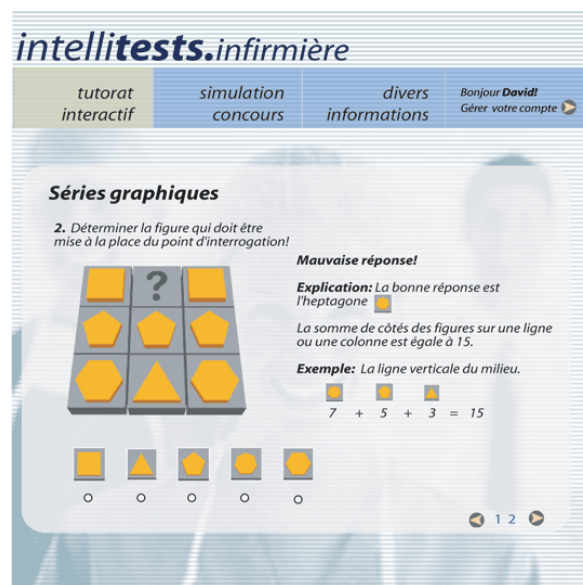 intellitests.infirmière
tutorat
interactif
simulation
concours
divers
informations
Bonjour David!
Gérer votre compte
Séries graphiques
2. Déterminer la figure qui doit être
mise à la place du point d'interrogation!
?
Mauvaise réponse!
Explication: La bonne réponse est
l'heptagone
La somme de côtés des figures sur une ligne
ou une colonne est égale à 15.
Exemple: La ligne verticale du milieu.
7 + 5 + 3 = 15
1 2